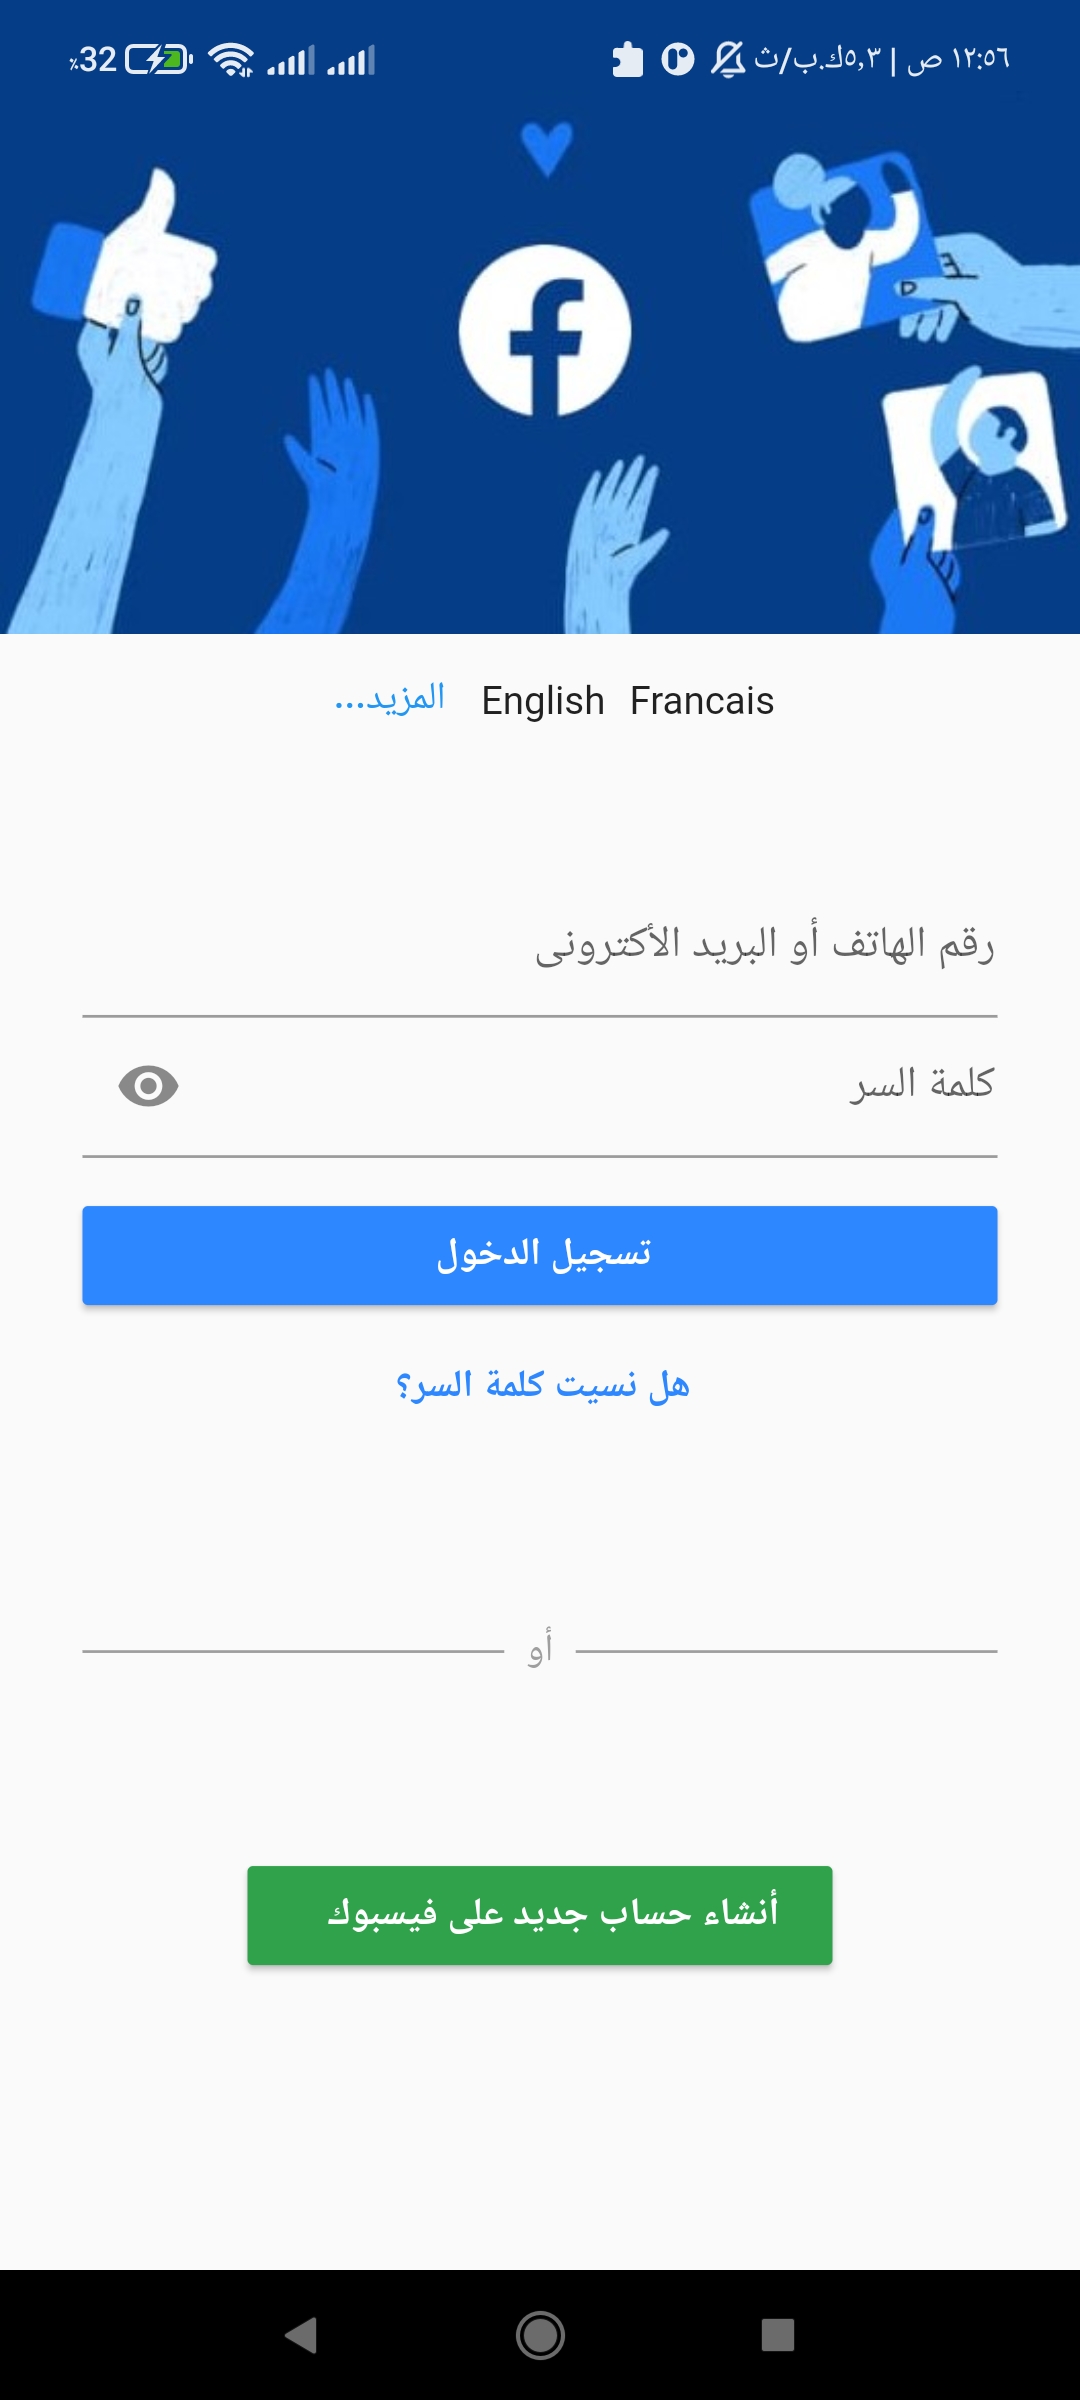 ١٢:٥٦ ص | ٥,٣ك.ب/ث
٪32
المزيد... English Francais
رقم الهاتف أو البريد الأكترونى
كلمة السر
تسجيل الدخول
هل نسيت كلمة السر؟
أو
أنشاء حساب جديد على فيسبوك